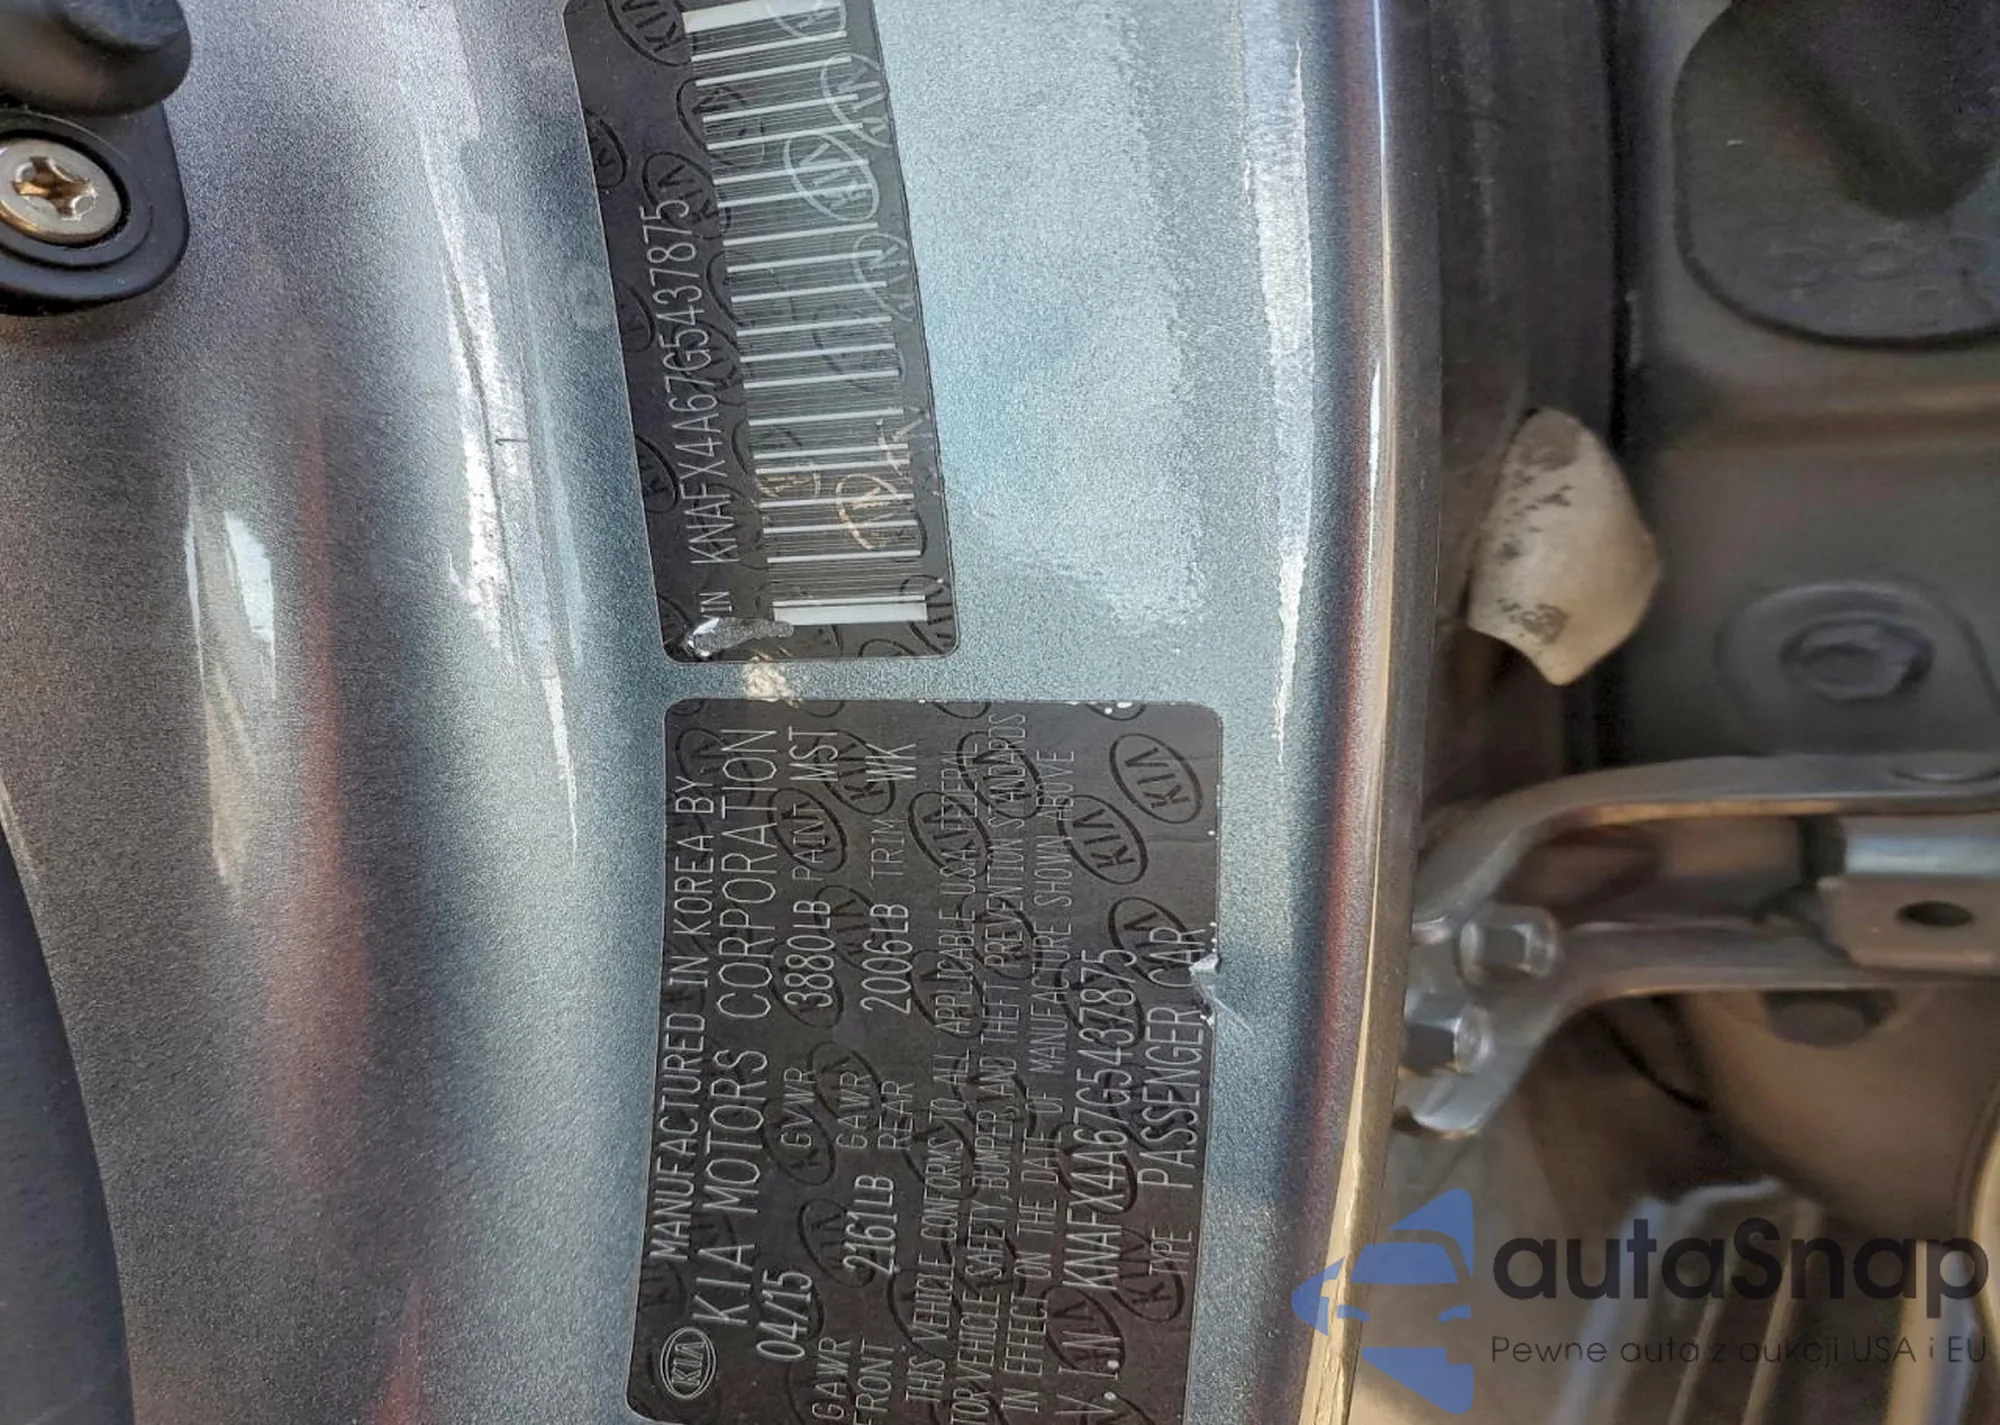 VIN KNAFX4A67G5437875
KIA MANUFACTURED IN KOREA BY
KIA MOTORS CORPORATION
04/15 GVWR 3880LB PAINT MST
GAWR FRONT 2161LB GAWR REAR 2006LB TRIM WK
THIS VEHICLE CONFORMS TO ALL APPLICABLE USA FEDERAL
MOTOR VEHICLE SAFETY, BUMPER, AND THEFT PREVENTION STANDARDS
IN EFFECT ON THE DATE OF MANUFACTURE SHOWN ABOVE
V.I.N KNAFX4A67G5437875
TYPE PASSENGER CAR
autaSnap
Pewne auta z aukcji USA i EU